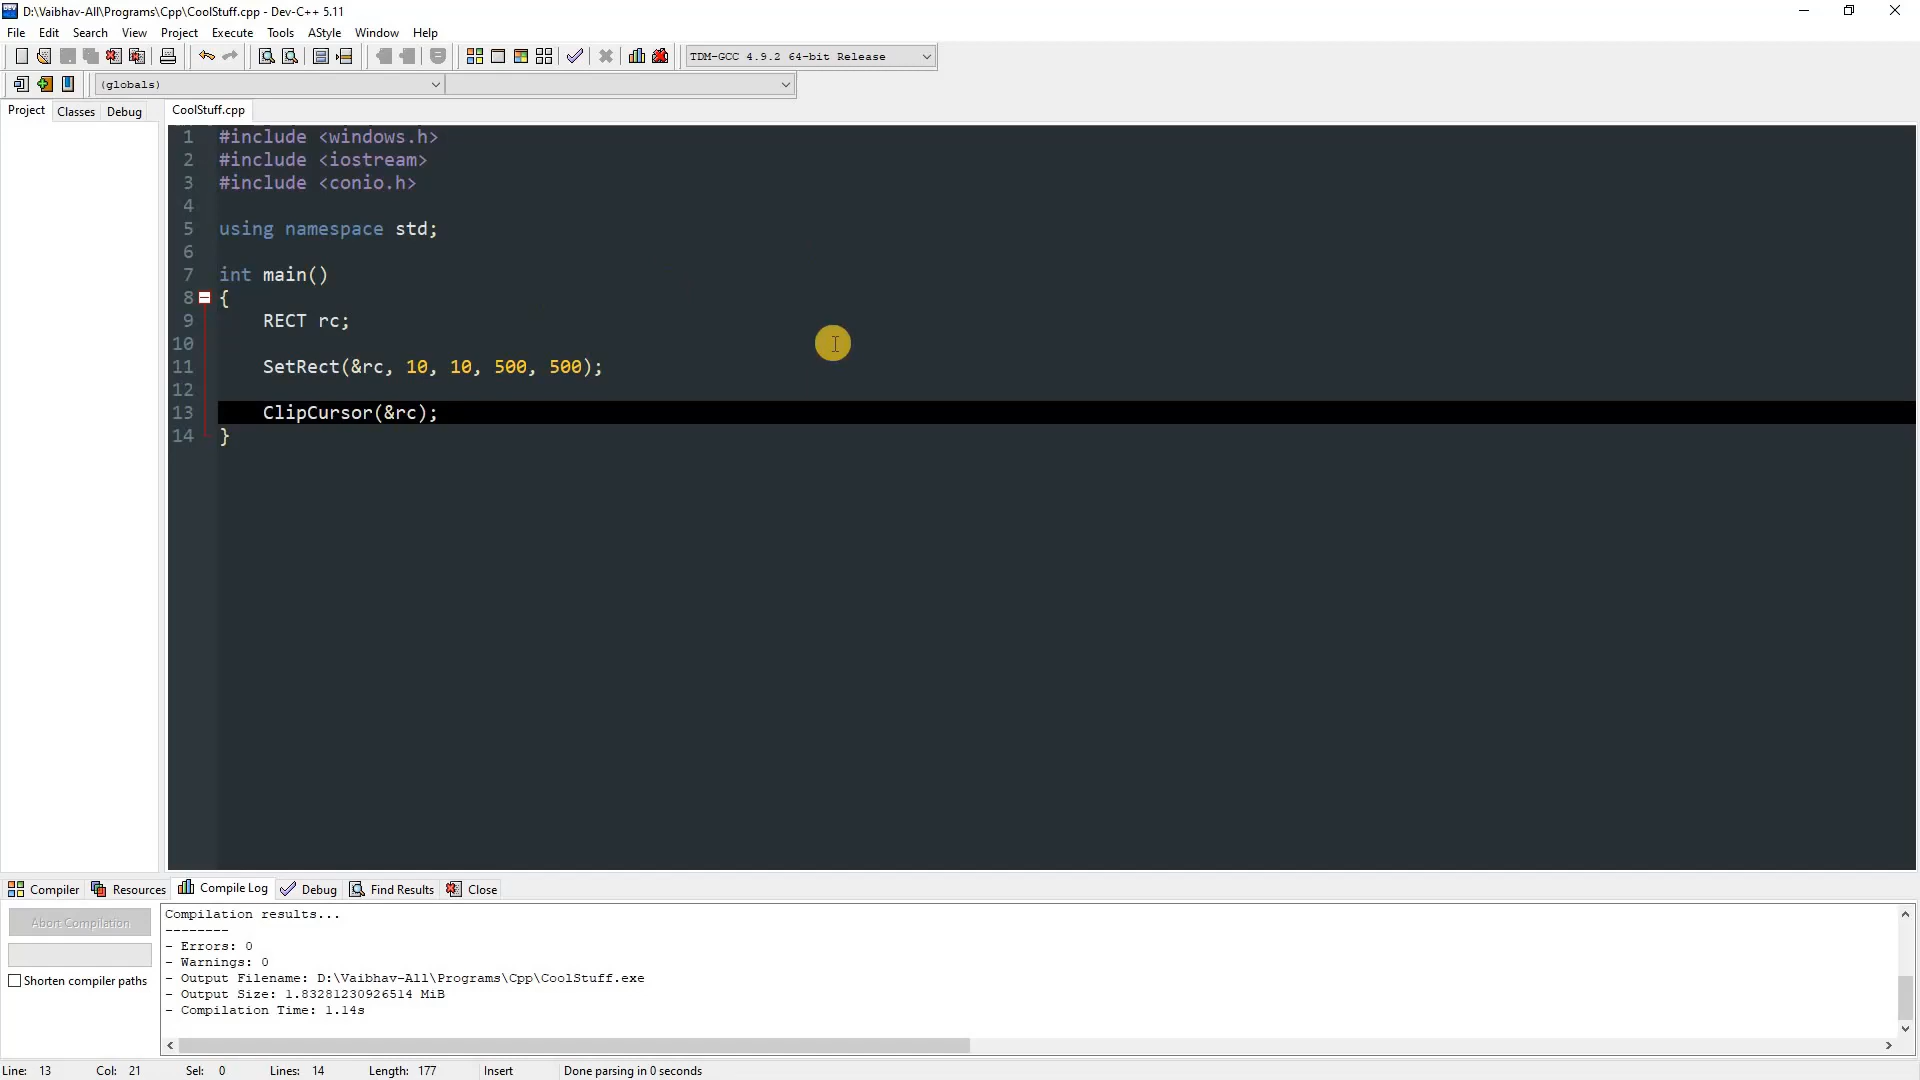 D:\Vaibhav-All\Programs\Cpp\CoolStuff.cpp - Dev-C++ 5.11
File Edit Search View Project Execute Tools AStyle Window Help
TDM-GCC 4.9.2 64-bit Release
(globals)
Project Classes Debug CoolStuff.cpp
1 #include <windows.h>
2 #include <iostream>
3 #include <conio.h>
4
5 using namespace std;
6
7 int main()
8 {
9 RECT rc;
10
11 SetRect(&rc, 10, 10, 500, 500);
12
13 ClipCursor(&rc);
14 }
Compiler Resources Compile Log Debug Find Results Close
Abort Compilation
Shorten compiler paths
Compilation results...
--------
- Errors: 0
- Warnings: 0
- Output Filename: D:\Vaibhav-All\Programs\Cpp\CoolStuff.exe
- Output Size: 1.83281230926514 MiB
- Compilation Time: 1.14s
Line: 13 Col: 21 Sel: 0 Lines: 14 Length: 177 Insert Done parsing in 0 seconds